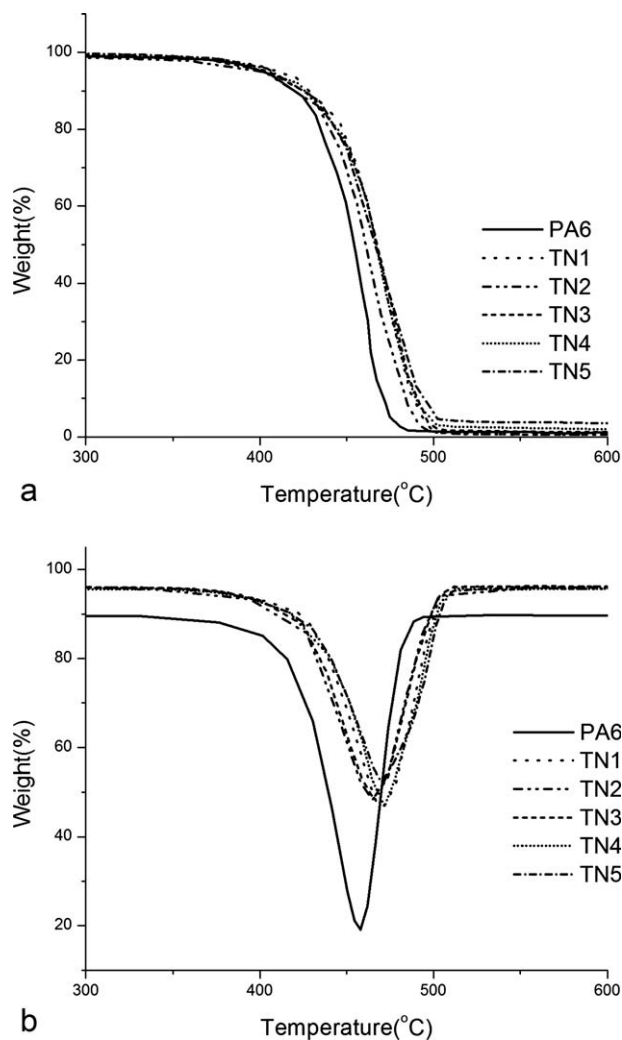 100
80
60
40
20
0
Weight(%)
PA6
TN1
TN2
TN3
TN4
TN5
300
400
500
600
Temperature(°C)
a
100
80
60
40
20
Weight(%)
PA6
TN1
TN2
TN3
TN4
TN5
300
400
500
600
Temperature(°C)
b